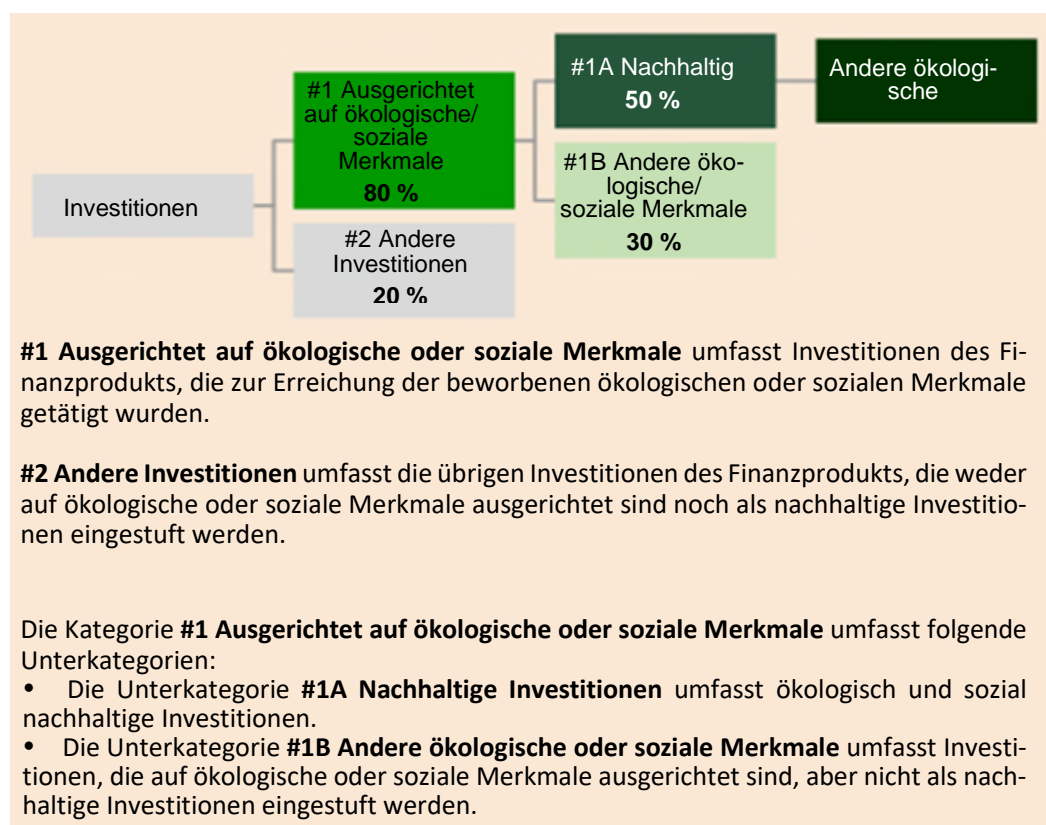 Investitionen
#1 Ausgerichtet
auf ökologische/
soziale
Merkmale
80 %
#2 Andere
Investitionen
20 %
#1A Nachhaltig
50 %
#1B Andere öko-
logische/
soziale Merkmale
30 %
Andere ökologi-
sche
#1 Ausgerichtet auf ökologische oder soziale Merkmale umfasst Investitionen des Fi-
nanzprodukts, die zur Erreichung der beworbenen ökologischen oder sozialen Merkmale
getätigt wurden.
#2 Andere Investitionen umfasst die übrigen Investitionen des Finanzprodukts, die weder
auf ökologische oder soziale Merkmale ausgerichtet sind noch als nachhaltige Investitio-
nen eingestuft werden.
Die Kategorie #1 Ausgerichtet auf ökologische oder soziale Merkmale umfasst folgende
Unterkategorien:
• Die Unterkategorie #1A Nachhaltige Investitionen umfasst ökologisch und sozial
nachhaltige Investitionen.
• Die Unterkategorie #1B Andere ökologische oder soziale Merkmale umfasst Investi-
tionen, die auf ökologische oder soziale Merkmale ausgerichtet sind, aber nicht als nach-
haltige Investitionen eingestuft werden.